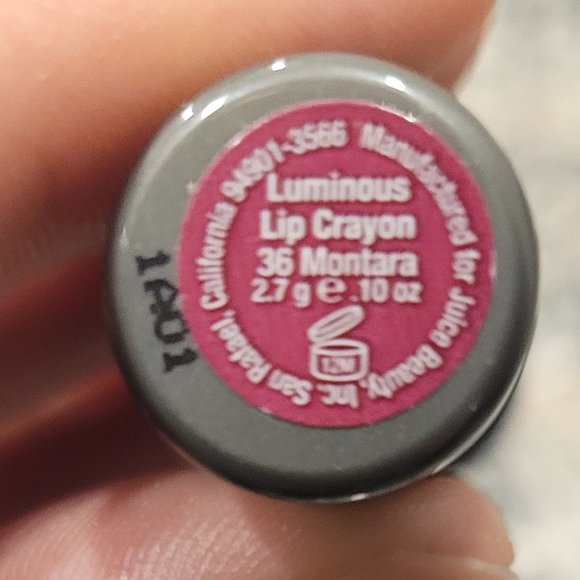 Luminous
Lip Crayon
36 Montara
2.7 g e .10 oz
12M
Manufactured for Juice Beauty, Inc. San Rafael, California 94901-3566
1A01